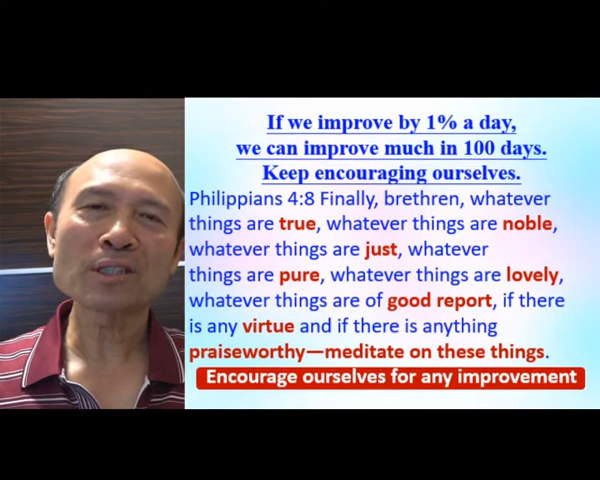 If we improve by 1% a day,
we can improve much in 100 days.
Keep encouraging ourselves.
Philippians 4:8 Finally, brethren, whatever
things are true, whatever things are noble,
whatever things are just, whatever
things are pure, whatever things are lovely,
whatever things are of good report, if there
is any virtue and if there is anything
praiseworthy—meditate on these things.
Encourage ourselves for any improvement